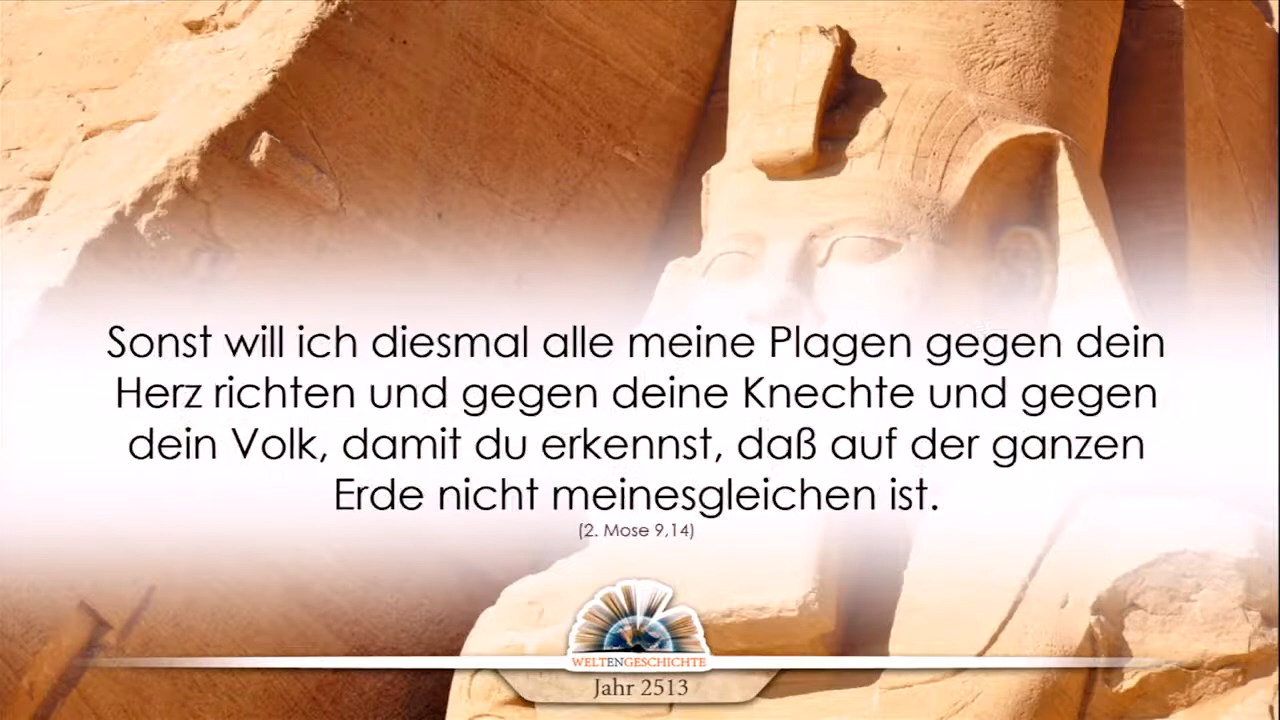 Sonst will ich diesmal alle meine Plagen gegen dein
Herz richten und gegen deine Knechte und gegen
dein Volk, damit du erkennst, daß auf der ganzen
Erde nicht meinesgleichen ist.
(2. Mose 9,14)
WELTENGESCHICHTE
Jahr 2513